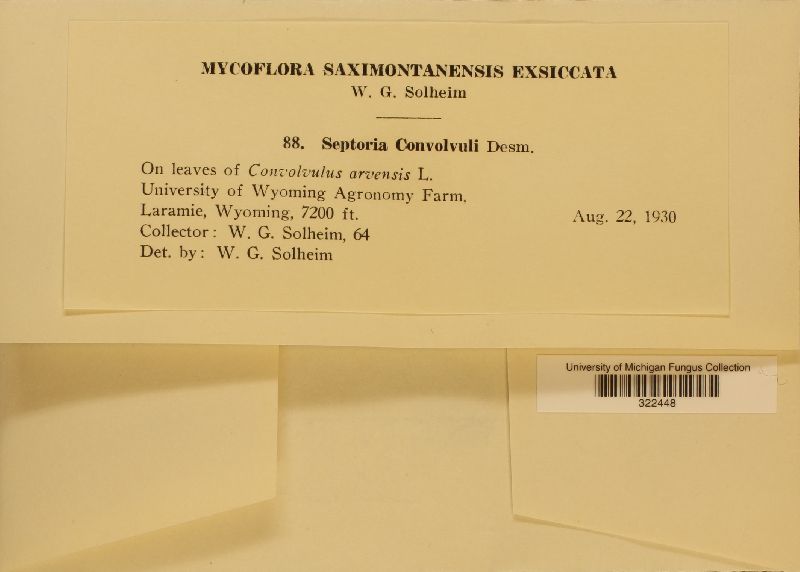 MYCOFLORA SAXIMONTANENSIS EXSICCATA
W. G. Solheim
88. Septoria Convolvuli Desm.
On leaves of Convolvulus arvensis L.
University of Wyoming Agronomy Farm.
Laramie, Wyoming, 7200 ft. Aug. 22, 1930
Collector: W. G. Solheim, 64
Det. by: W. G. Solheim
University of Michigan Fungus Collection
322448